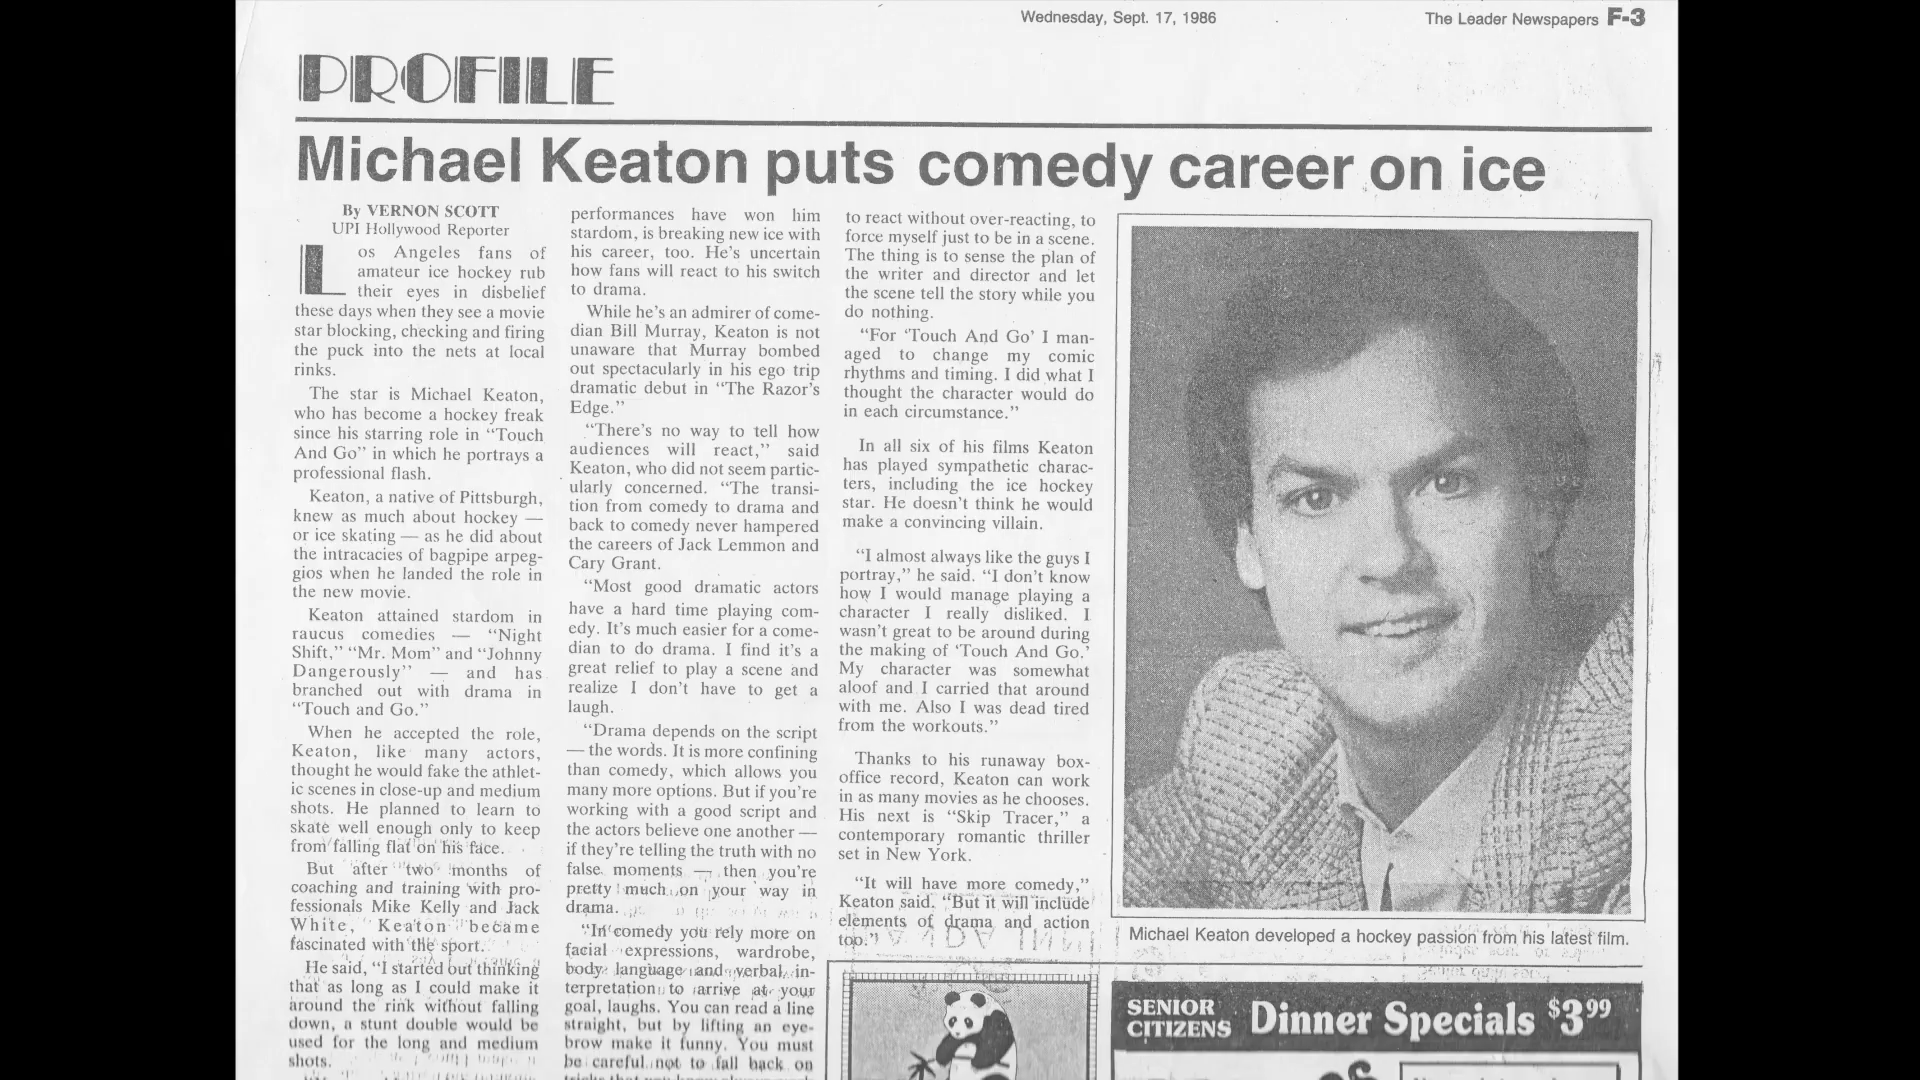 Wednesday, Sept. 17, 1986
The Leader Newspapers F-3
PROFILE
Michael Keaton puts comedy career on ice
By VERNON SCOTT
UPI Hollywood Reporter
Los Angeles fans of
amateur ice hockey rub
their eyes in disbelief
these days when they see a movie
star blocking, checking and firing
the puck into the nets at local
rinks.
The star is Michael Keaton,
who has become a hockey freak
since his starring role in “Touch
And Go” in which he portrays a
professional flash.
Keaton, a native of Pittsburgh,
knew as much about hockey —
or ice skating — as he did about
the intracacies of bagpipe arpeg-
gios when he landed the role in
the new movie.
Keaton attained stardom in
raucus comedies — “Night
Shift,” “Mr. Mom” and “Johnny
Dangerously” — and has
branched out with drama in
“Touch and Go.”
When he accepted the role,
Keaton, like many actors,
thought he would fake the athlet-
ic scenes in close-up and medium
shots. He planned to learn to
skate well enough only to keep
from falling flat on his face.
But after two months of
coaching and training with pro-
fessionals Mike Kelly and Jack
White, Keaton became
fascinated with the sport.
He said, “I started out thinking
that as long as I could make it
around the rink without falling
down, a stunt double would be
used for the long and medium
shots.
performances have won him
stardom, is breaking new ice with
his career, too. He's uncertain
how fans will react to his switch
to drama.
While he's an admirer of come-
dian Bill Murray, Keaton is not
unaware that Murray bombed
out spectacularly in his ego trip
dramatic debut in “The Razor's
Edge.”
“There's no way to tell how
audiences will react,” said
Keaton, who did not seem partic-
ularly concerned. “The transi-
tion from comedy to drama and
back to comedy never hampered
the careers of Jack Lemmon and
Cary Grant.
“Most good dramatic actors
have a hard time playing com-
edy. It's much easier for a come-
dian to do drama. I find it's a
great relief to play a scene and
realize I don't have to get a
laugh.
“Drama depends on the script
— the words. It is more confining
than comedy, which allows you
many more options. But if you're
working with a good script and
the actors believe one another —
if they're telling the truth with no
false moments — then you're
pretty much on your way in
drama.
“In comedy you rely more on
facial expressions, wardrobe,
body language and verbal in-
terpretation to arrive at your
goal, laughs. You can read a line
straight, but by lifting an eye-
brow make it funny. You must
be careful not to fall back on
to react without over-reacting, to
force myself just to be in a scene.
The thing is to sense the plan of
the writer and director and let
the scene tell the story while you
do nothing.
“For ‘Touch And Go’ I man-
aged to change my comic
rhythms and timing. I did what I
thought the character would do
in each circumstance.”
In all six of his films Keaton
has played sympathetic charac-
ters, including the ice hockey
star. He doesn't think he would
make a convincing villain.
“I almost always like the guys I
portray,” he said. “I don't know
how I would manage playing a
character I really disliked. I
wasn't great to be around during
the making of ‘Touch And Go.’
My character was somewhat
aloof and I carried that around
with me. Also I was dead tired
from the workouts.”
Thanks to his runaway box-
office record, Keaton can work
in as many movies as he chooses.
His next is “Skip Tracer,” a
contemporary romantic thriller
set in New York.
“It will have more comedy,”
Keaton said. “But it will include
elements of drama and action
too.”
Michael Keaton developed a hockey passion from his latest film.
SENIOR
CITIZENS Dinner Specials $3.99